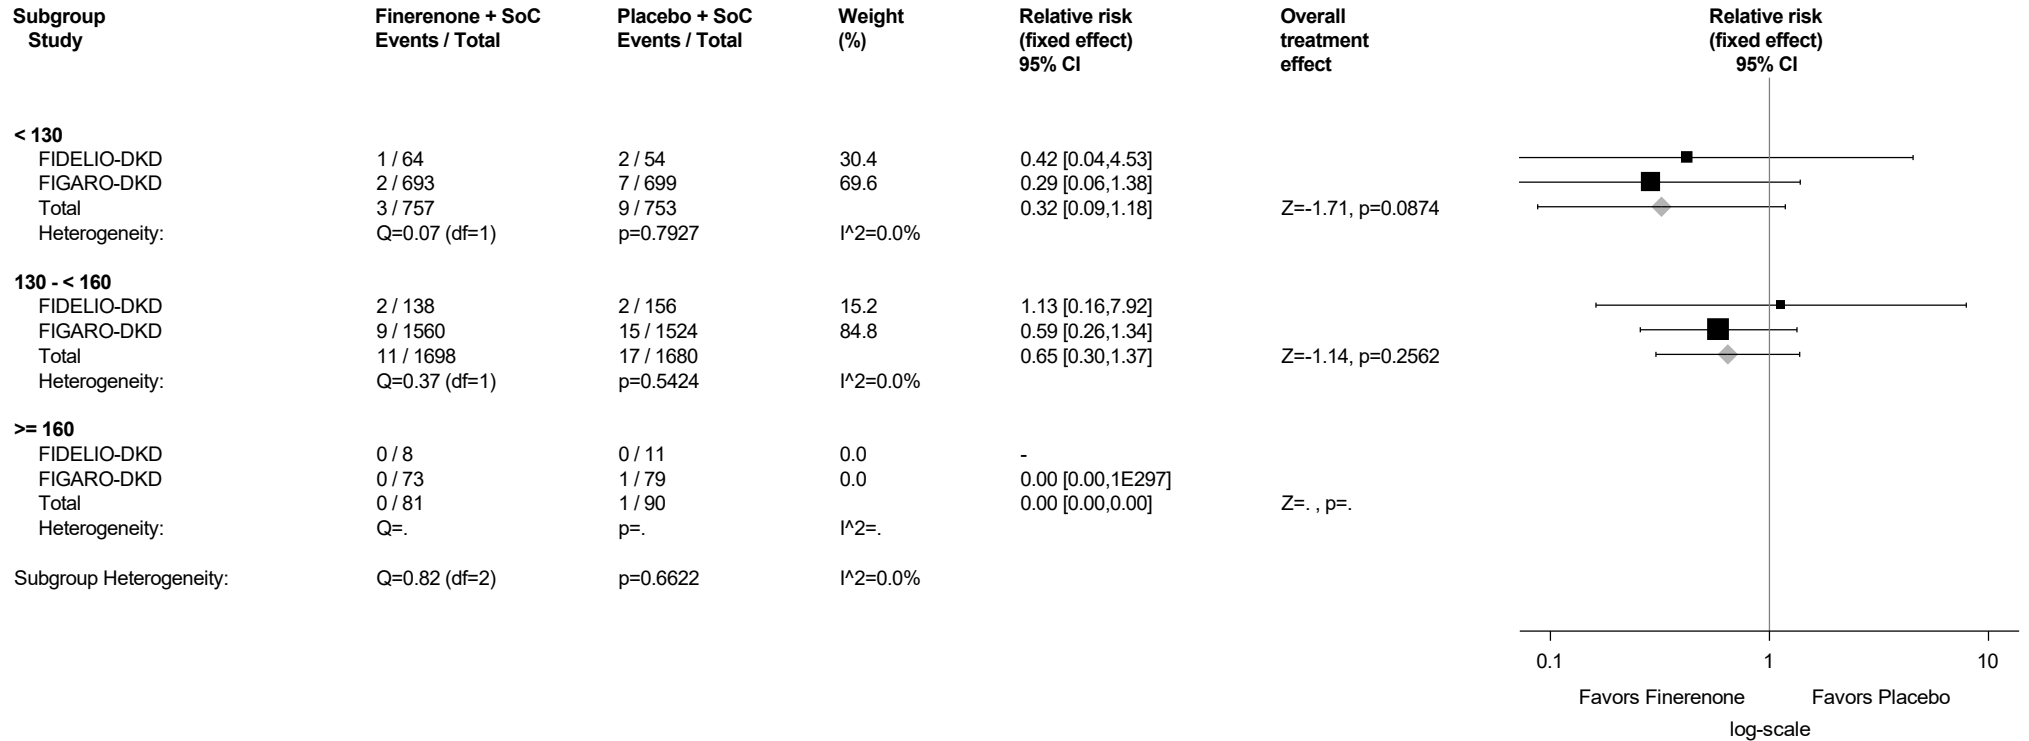 Subgroup Finerenone + SoC Placebo + SoC Weight Relative risk Overall Relative risk
Study Events / Total Events / Total (%) (fixed effect) treatment (fixed effect)
95% CI effect 95% CI
< 130
FIDELIO-DKD 1 / 64 2 / 54 30.4 0.42 [0.04,4.53]
FIGARO-DKD 2 / 693 7 / 699 69.6 0.29 [0.06,1.38]
Total 3 / 757 9 / 753 0.32 [0.09,1.18] Z=-1.71, p=0.0874
Heterogeneity: Q=0.07 (df=1) p=0.7927 I^2=0.0%
130 - < 160
FIDELIO-DKD 2 / 138 2 / 156 15.2 1.13 [0.16,7.92]
FIGARO-DKD 9 / 1560 15 / 1524 84.8 0.59 [0.26,1.34]
Total 11 / 1698 17 / 1680 0.65 [0.30,1.37] Z=-1.14, p=0.2562
Heterogeneity: Q=0.37 (df=1) p=0.5424 I^2=0.0%
>= 160
FIDELIO-DKD 0 / 8 0 / 11 0.0 -
FIGARO-DKD 0 / 73 1 / 79 0.0 0.00 [0.00,1E297]
Total 0 / 81 1 / 90 0.00 [0.00,0.00] Z=. , p=.
Heterogeneity: Q=. p=. I^2=.
Subgroup Heterogeneity: Q=0.82 (df=2) p=0.6622 I^2=0.0%
0.1 1 10
Favors Finerenone Favors Placebo
log-scale